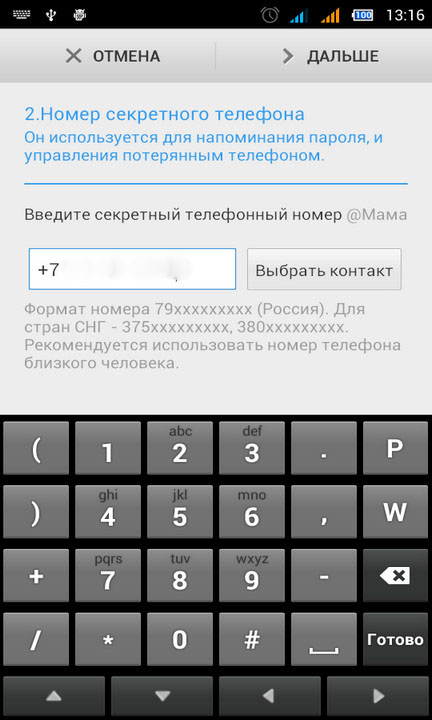 100 13:16
ОТМЕНА ДАЛЬШЕ
2.Номер секретного телефона
Он используется для напоминания пароля, и
управления потерянным телефоном.
Введите секретный телефонный номер @Мама
+7 Выбрать контакт
Формат номера 79xxxxxxxxx (Россия). Для
стран СНГ - 375xxxxxxxxx, 380xxxxxxxxx.
Рекомендуется использовать номер телефона
близкого человека.
( 1 abc 2 def 3 . P
) ghi 4 jkl 5 mno 6 , W
+ pqrs 7 tuv 8 wxyz 9 -
/ * 0 # Готово